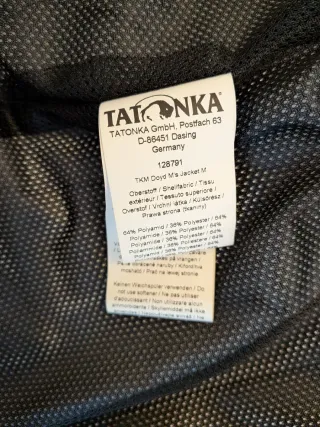 TATONKA
TATONKA GmbH, Postfach 63
D-86451 Dasing
Germany
128791
TKM Doyd M's Jacket M
Oberstoff / Shellfabric / Tissu
extérieur / Tessuto superiore /
Overstof / Vrchní látka / Külsőrész /
Prawa strona (tkaniny)
64% Polyamid / 36% Polyester / 64%
Polyamide / 36% Polyester / 64%
Polyamide / 36% Polyester / 64%
Poliammide / 36% Poliestere / 64%
Keinen Weichspüler verwenden / Do
not use softener / Ne pas utiliser
d'adoucissant / Non utilizzare alcun